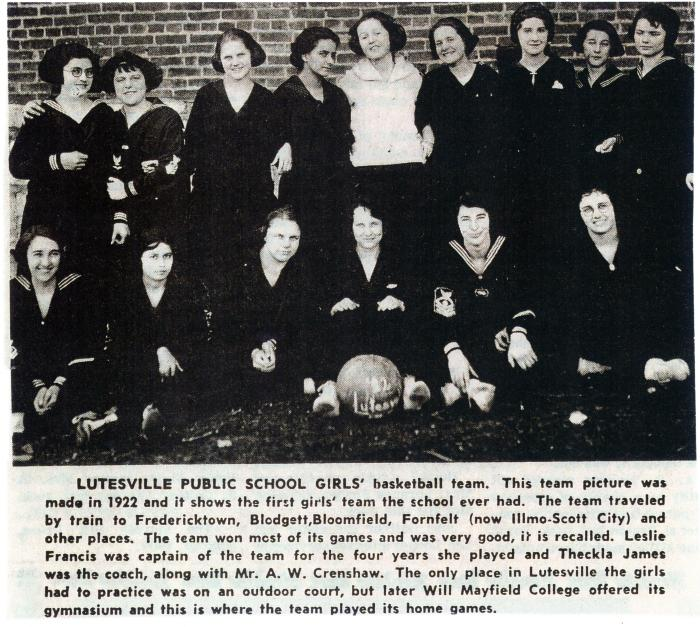 '22
Lutes
LUTESVILLE PUBLIC SCHOOL GIRLS' basketball team. This team picture was
made in 1922 and it shows the first girls' team the school ever had. The team traveled
by train to Fredericktown, Blodgett,Bloomfield, Fornfelt (now Illmo-Scott City) and
other places. The team won most of its games and was very good, it is recalled. Leslie
Francis was captain of the team for the four years she played and Theckla James
was the coach, along with Mr. A. W. Crenshaw. The only place in Lutesville the girls
had to practice was on an outdoor court, but later Will Mayfield College offered its
gymnasium and this is where the team played its home games.